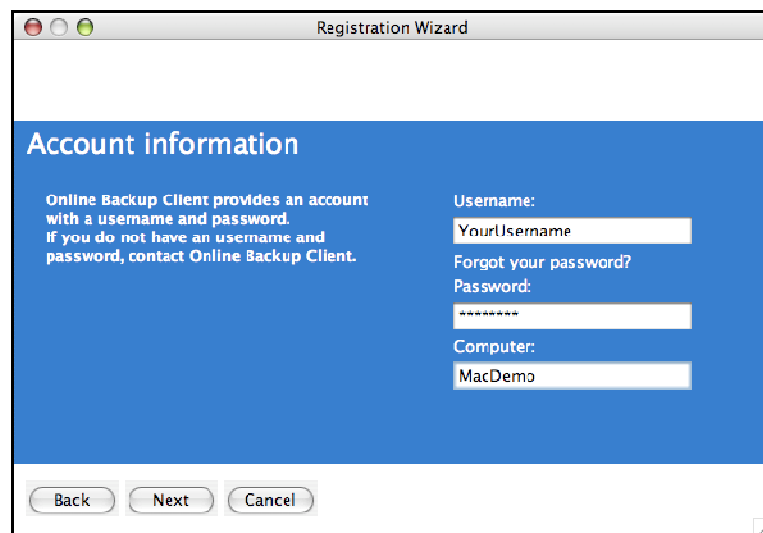 Registration Wizard
Account information
Online Backup Client provides an account
with a username and password.
If you do not have an username and
password, contact Online Backup Client.
Username:
YourUsername
Forgot your password?
Password:
********
Computer:
MacDemo
Back
Next
Cancel